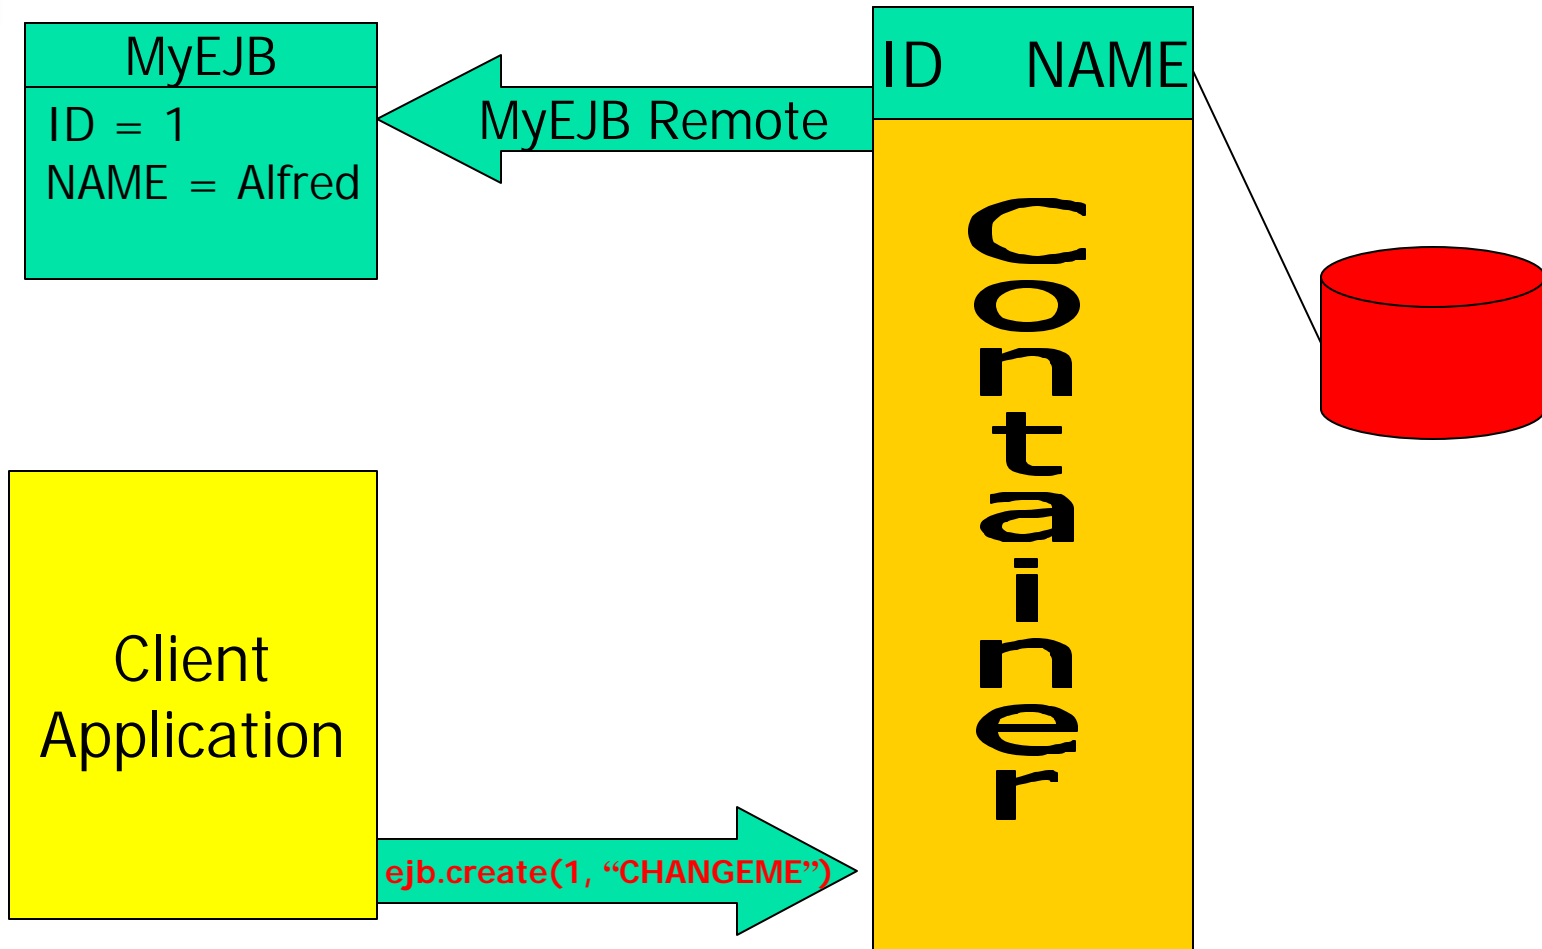 MyEJB
ID = 1
NAME = Alfred
MyEJB Remote
ID NAME
Container
Client
Application
ejb.create(1, “CHANGEME”)